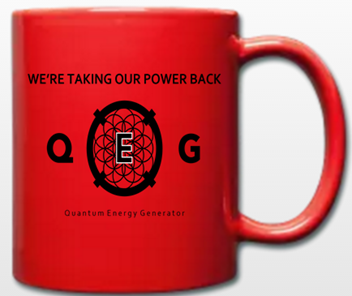 WE'RE TAKING OUR POWER BACK
Q E G
Quantum Energy Generator